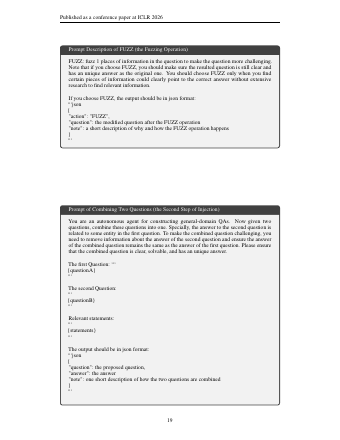 Published as a conference paper at ICLR 2026
Prompt Description of FUZZ (the Fuzzing Operation)
FUZZ: fuzz 1 places of information in the question to make the question more challenging.
Note that if you choose FUZZ, you should make sure the resulted question is still clear and
has an unique answer as the original one. You should choose FUZZ only when you find
certain pieces of information could clearly point to the correct answer without extensive
research to find relevant information.
If you choose FUZZ, the output should be in json format:
```json
{
"action": "FUZZ",
"question": the modified question after the FUZZ operation
"note": a short description of why and how the FUZZ operation happens
}
```
Prompt of Combining Two Questions (the Second Step of Injection)
You are an autonomous agent for constructing general-domain QAs. Now given two
questions, combine these questions into one. Specially, the answer to the second question is
related to some entity in the first question. To make the combined question challenging, you
need to remove information about the answer of the second question and ensure the answer
of the combined question remains the same as the answer of the first question. Please ensure
that the combined question is clear, solvable, and has an unique answer.
The first Question: ```
{questionA}
```
The second Question:
```
{questionB}
```
Relevant statements:
```
{statements}
```
The output should be in json format:
```json
{
"question": the proposed question,
"answer": the answer
"note": one short description of how the two questions are combined
}
```
19